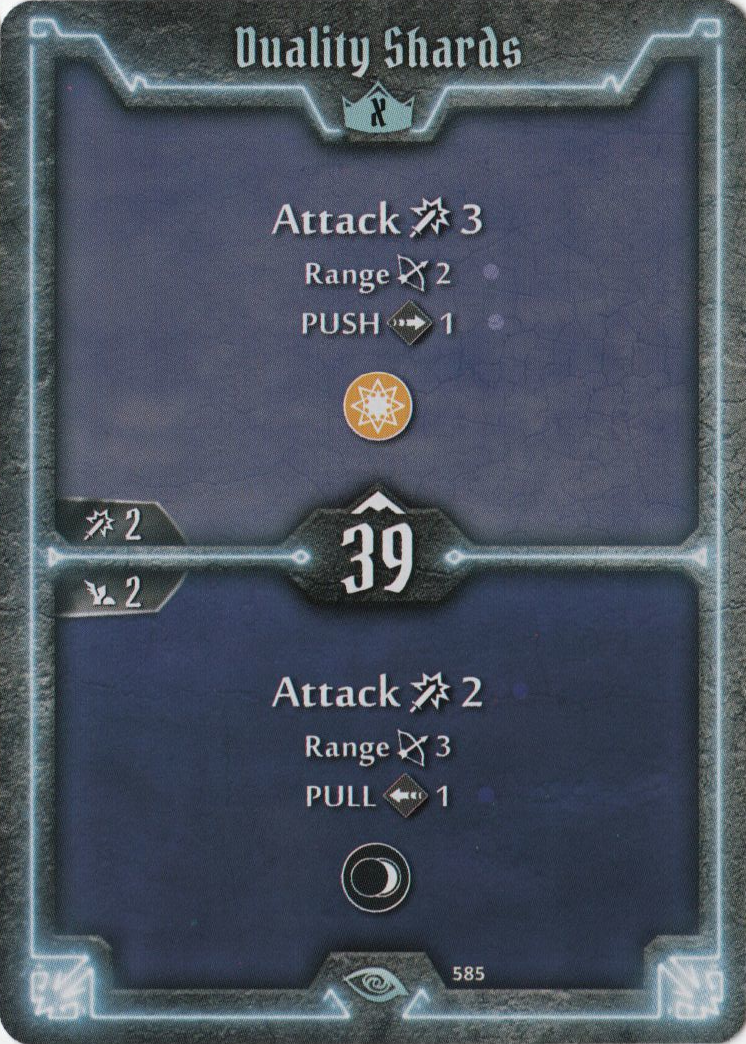 Duality Shards
X
Attack 3
Range 2
PUSH 1
2
39
2
Attack 2
Range 3
PULL 1
585